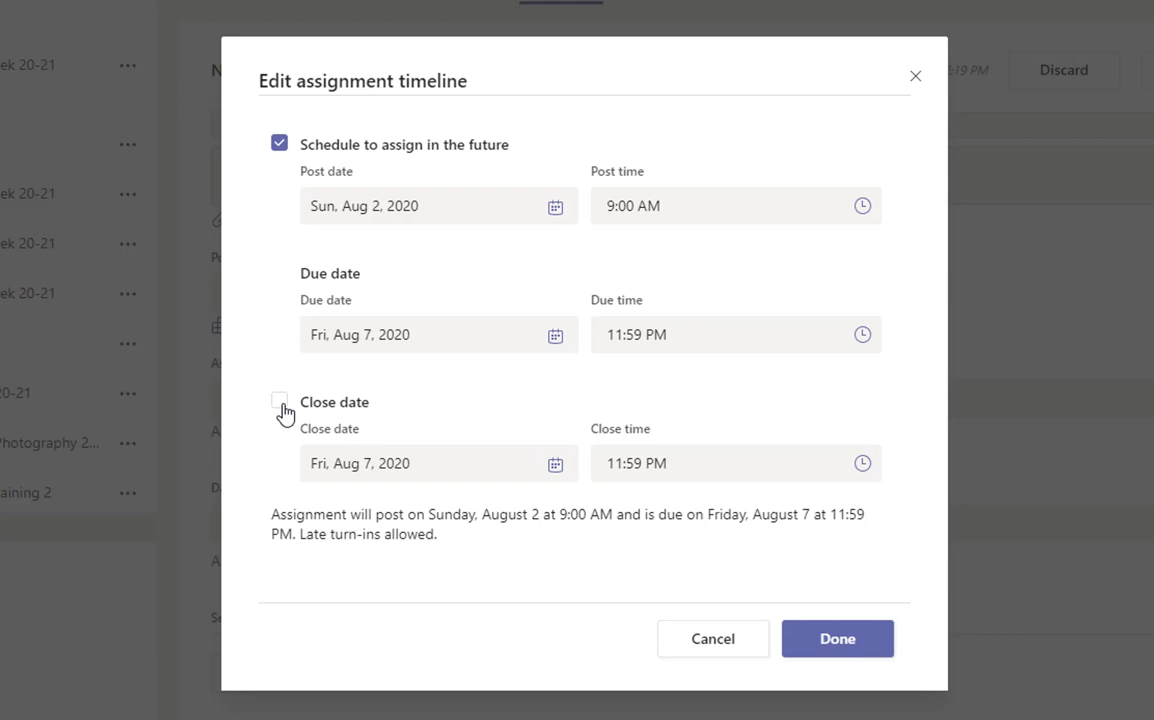 ek 20-21
N
:19 PM
Discard
Edit assignment timeline
Schedule to assign in the future
Post date
Post time
Sun, Aug 2, 2020
9:00 AM
ek 20-21
ek 20-21
ek 20-21
Due date
Due date
Due time
Fri, Aug 7, 2020
11:59 PM
20-21
Close date
Close date
Close time
Photography 2...
Fri, Aug 7, 2020
11:59 PM
aining 2
Assignment will post on Sunday, August 2 at 9:00 AM and is due on Friday, August 7 at 11:59
PM. Late turn-ins allowed.
Cancel
Done